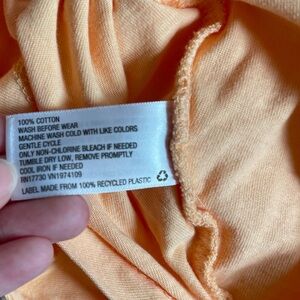 100% COTTON
WASH BEFORE WEAR
MACHINE WASH COLD WITH LIKE COLORS
GENTLE CYCLE
ONLY NON-CHLORINE BLEACH IF NEEDED
TUMBLE DRY LOW, REMOVE PROMPTLY
COOL IRON IF NEEDED
RN17730 VN1974109
LABEL MADE FROM 100% RECYCLED PLASTIC